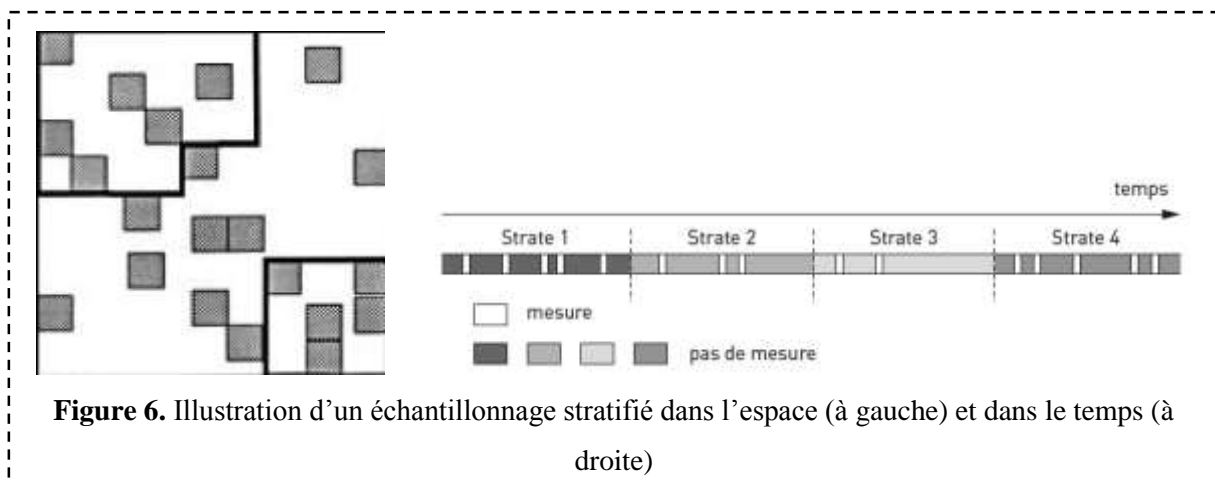 temps
Strate 1 Strate 2 Strate 3 Strate 4
mesure
pas de mesure
Figure 6. Illustration d’un échantillonnage stratifié dans l’espace (à gauche) et dans le temps (à
droite)